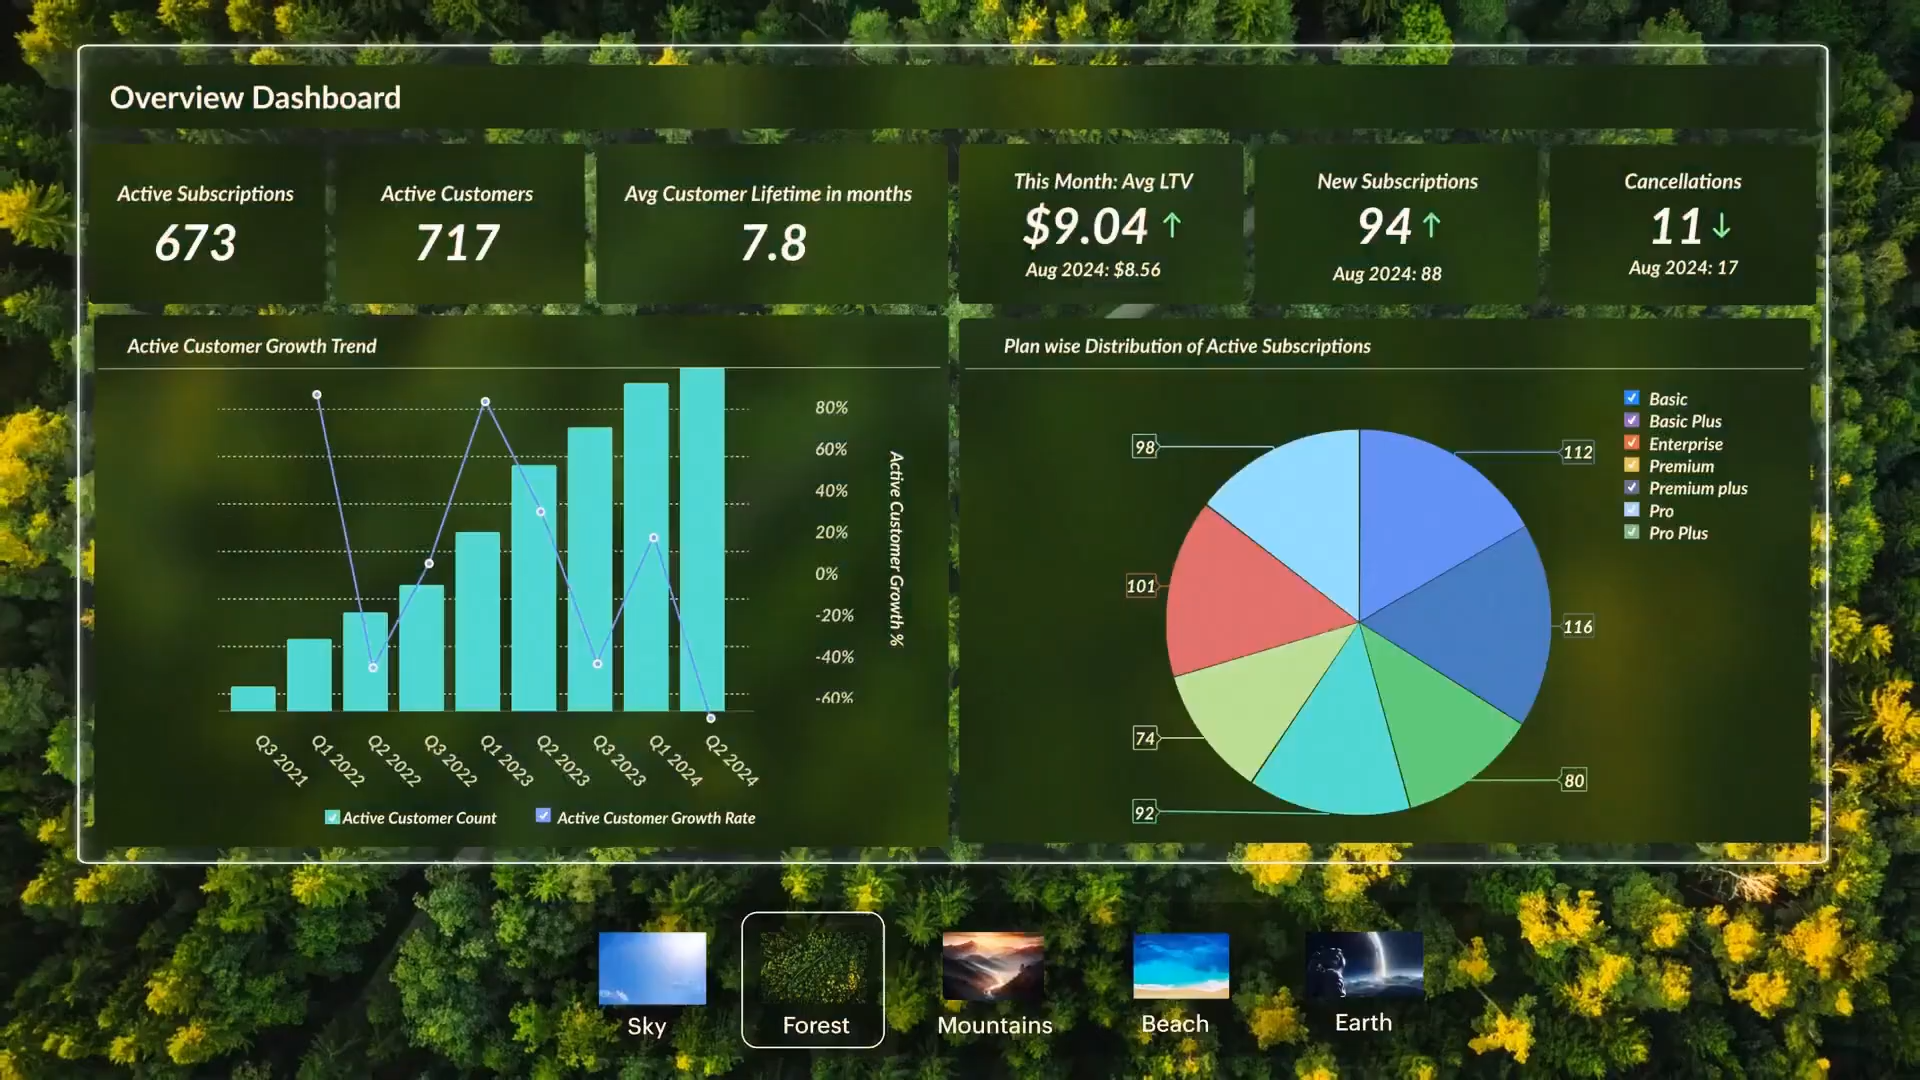 Overview Dashboard
Active Subscriptions
673
Active Customers
717
Avg Customer Lifetime in months
7.8
This Month: Avg LTV
$9.04
Aug 2024: $8.56
New Subscriptions
94
Aug 2024: 88
Cancellations
11
Aug 2024: 17
Active Customer Growth Trend
80%
60%
40%
20%
0%
-20%
-40%
-60%
Active Customer Growth %
Q3 2021
Q1 2022
Q2 2022
Q3 2022
Q1 2023
Q2 2023
Q3 2023
Q1 2024
Q2 2024
Active Customer Count
Active Customer Growth Rate
Plan wise Distribution of Active Subscriptions
98
112
101
116
74
80
92
Basic
Basic Plus
Enterprise
Premium
Premium plus
Pro
Pro Plus
Sky
Forest
Mountains
Beach
Earth